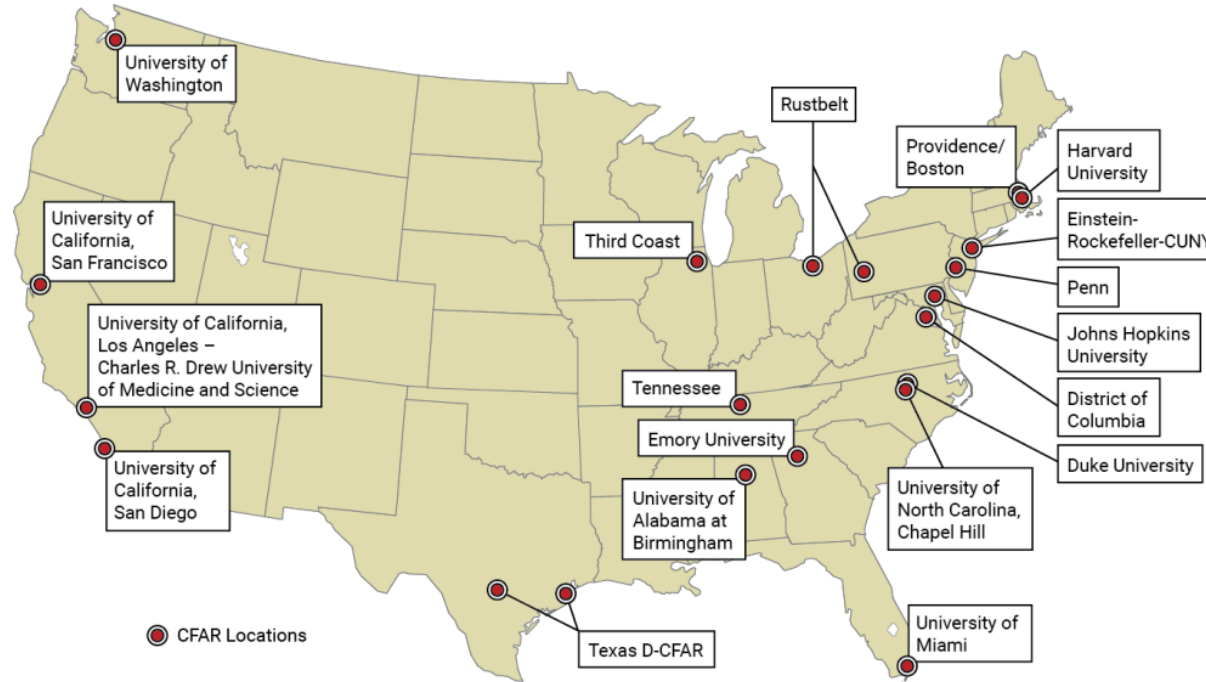 University of
Washington
Rustbelt
Providence/
Boston
Harvard
University
University of
California,
San Francisco
Third Coast
Einstein-
Rockefeller-CUNY
Penn
University of California,
Los Angeles –
Charles R. Drew University
of Medicine and Science
Johns Hopkins
University
Tennessee
District of
Columbia
Emory University
Duke University
University of
California,
San Diego
University of
Alabama at
Birmingham
University of
North Carolina,
Chapel Hill
CFAR Locations
Texas D-CFAR
University of
Miami